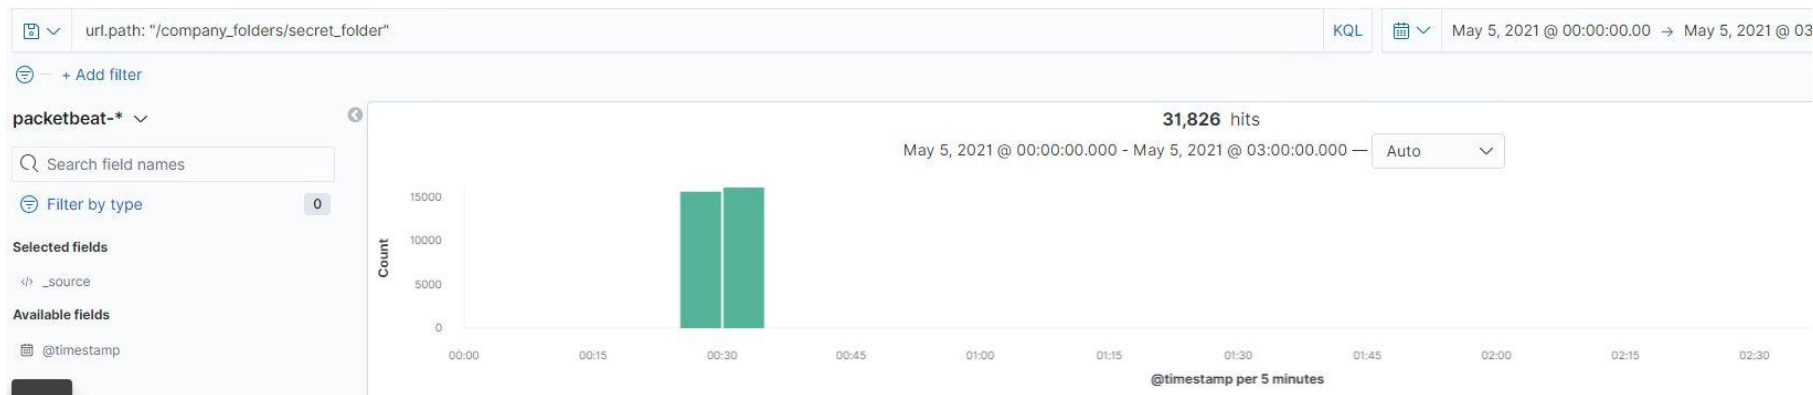 url.path: "/company_folders/secret_folder"
KQL
May 5, 2021 @ 00:00:00.00 → May 5, 2021 @ 03
+ Add filter
packetbeat-*
31,826 hits
May 5, 2021 @ 00:00:00.000 - May 5, 2021 @ 03:00:00.000 — Auto
Search field names
Filter by type 0
Selected fields
</> _source
Available fields
@timestamp
Count
15000
10000
5000
0
00:00 00:15 00:30 00:45 01:00 01:15 01:30 01:45 02:00 02:15 02:30
@timestamp per 5 minutes